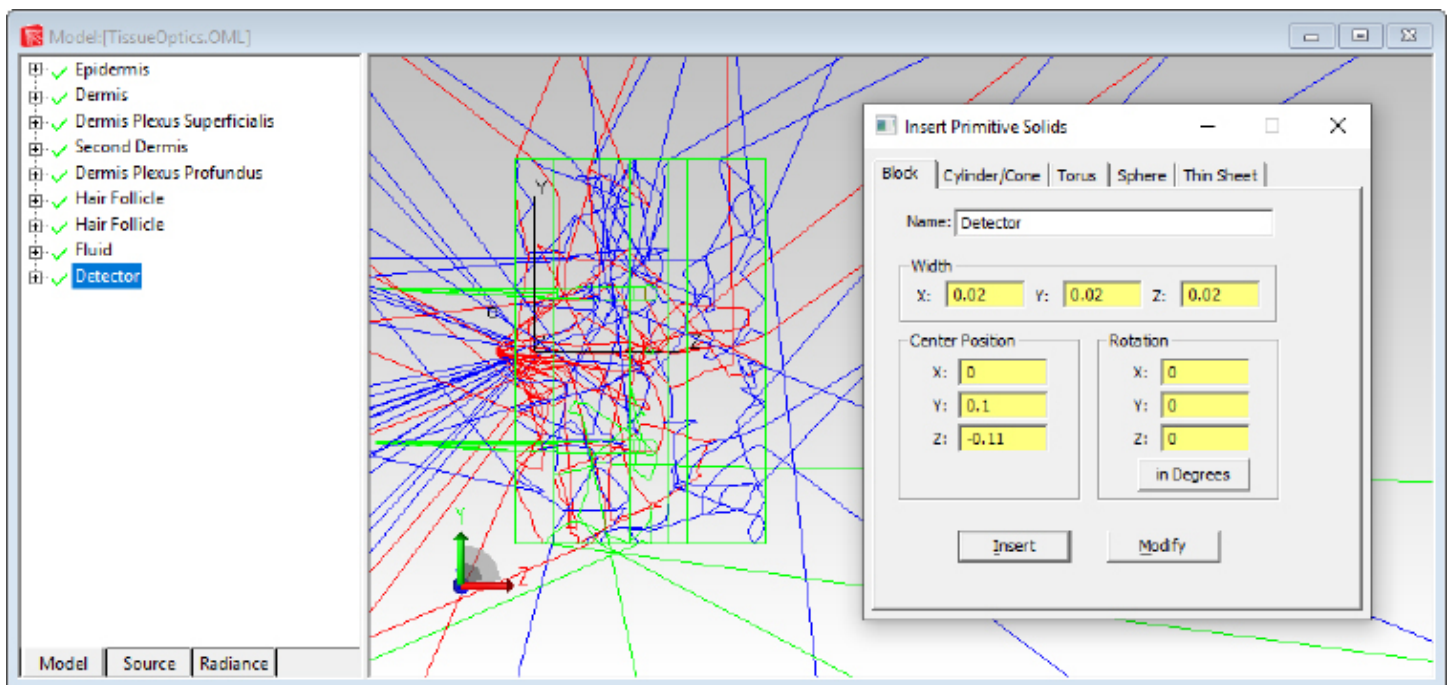 Model:[TissueOptics.OML]
Epidermis
Dermis
Dermis Plexus Superficialis
Second Dermis
Dermis Plexus Profundus
Hair Follicle
Hair Follicle
Fluid
Detector
Model Source Radiance
Y
Z
Y
Z
Insert Primitive Solids
Block Cylinder/Cone Torus Sphere Thin Sheet
Name: Detector
Width
X: 0.02 Y: 0.02 Z: 0.02
Center Position
X: 0
Y: 0.1
Z: -0.11
Rotation
X: 0
Y: 0
Z: 0
in Degrees
Insert Modify